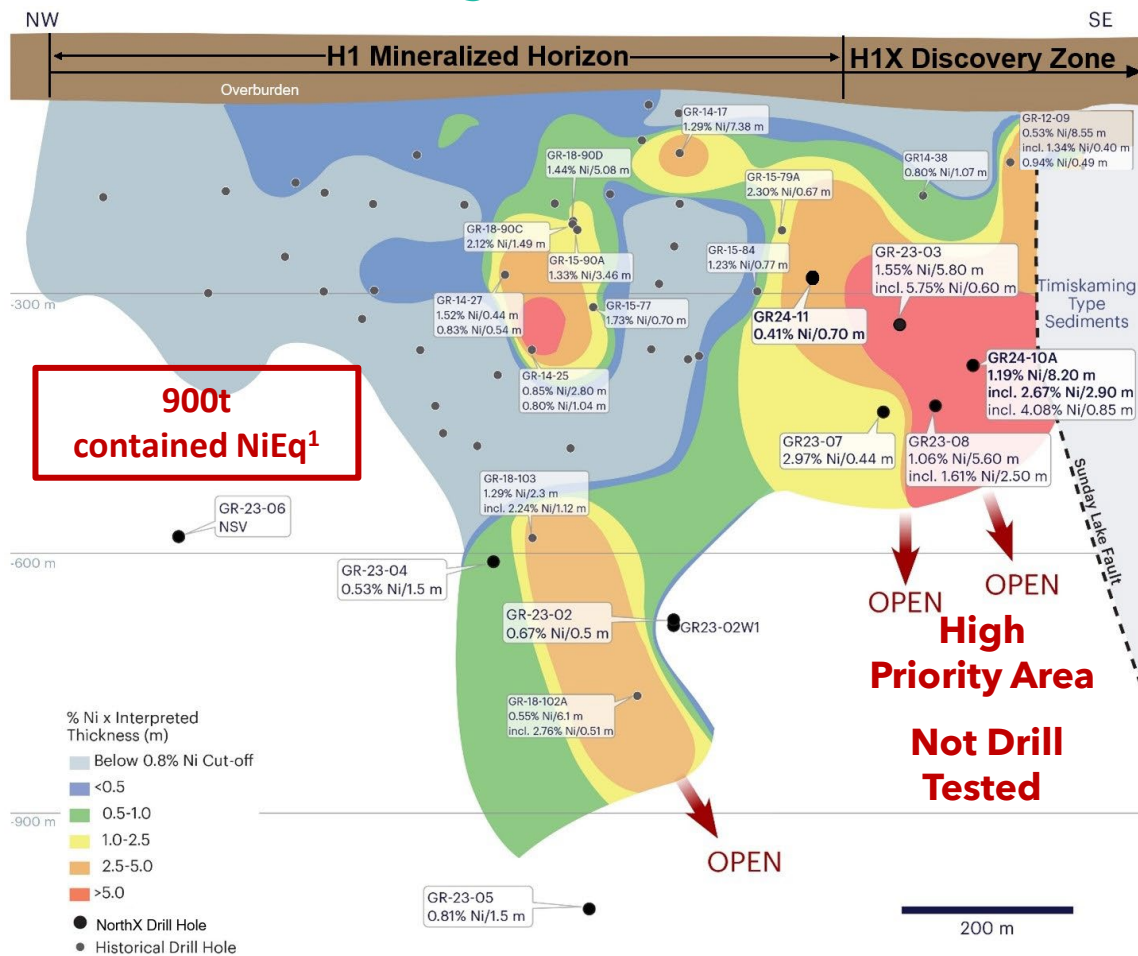 NW
SE
H1 Mineralized Horizon
H1X Discovery Zone
Overburden
GR-14-17
1.29% Ni/7.38 m
GR-12-09
0.53% Ni/8.55 m
incl. 1.34% Ni/0.40 m
0.94% Ni/0.49 m
GR-18-90D
1.44% Ni/5.08 m
GR14-38
0.80% Ni/1.07 m
GR-15-79A
2.30% Ni/0.67 m
GR-18-90C
2.12% Ni/1.49 m
GR-15-90A
1.33% Ni/3.46 m
GR-15-84
1.23% Ni/0.77 m
GR-23-03
1.55% Ni/5.80 m
incl. 5.75% Ni/0.60 m
-300 m
GR-14-27
1.52% Ni/0.44 m
0.83% Ni/0.54 m
GR-15-77
1.73% Ni/0.70 m
GR24-11
0.41% Ni/0.70 m
Timiskaming
Type
Sediments
GR-14-25
0.85% Ni/2.80 m
0.80% Ni/1.04 m
GR24-10A
1.19% Ni/8.20 m
incl. 2.67% Ni/2.90 m
incl. 4.08% Ni/0.85 m
900t
contained NiEq¹
GR23-07
2.97% Ni/0.44 m
GR23-08
1.06% Ni/5.60 m
incl. 1.61% Ni/2.50 m
Sunday Lake Fault
GR-18-103
1.29% Ni/2.3 m
incl. 2.24% Ni/1.12 m
GR-23-06
NSV
-600 m
GR-23-04
0.53% Ni/1.5 m
OPEN
OPEN
GR-23-02
0.67% Ni/0.5 m
GR23-02W1
High
Priority Area
Not Drill
Tested
GR-18-102A
0.55% Ni/6.1 m
incl. 2.76% Ni/0.51 m
-900 m
OPEN
GR-23-05
0.81% Ni/1.5 m
% Ni x Interpreted
Thickness (m)
Below 0.8% Ni Cut-off
<0.5
0.5-1.0
1.0-2.5
2.5-5.0
>5.0
NorthX Drill Hole
Historical Drill Hole
200 m